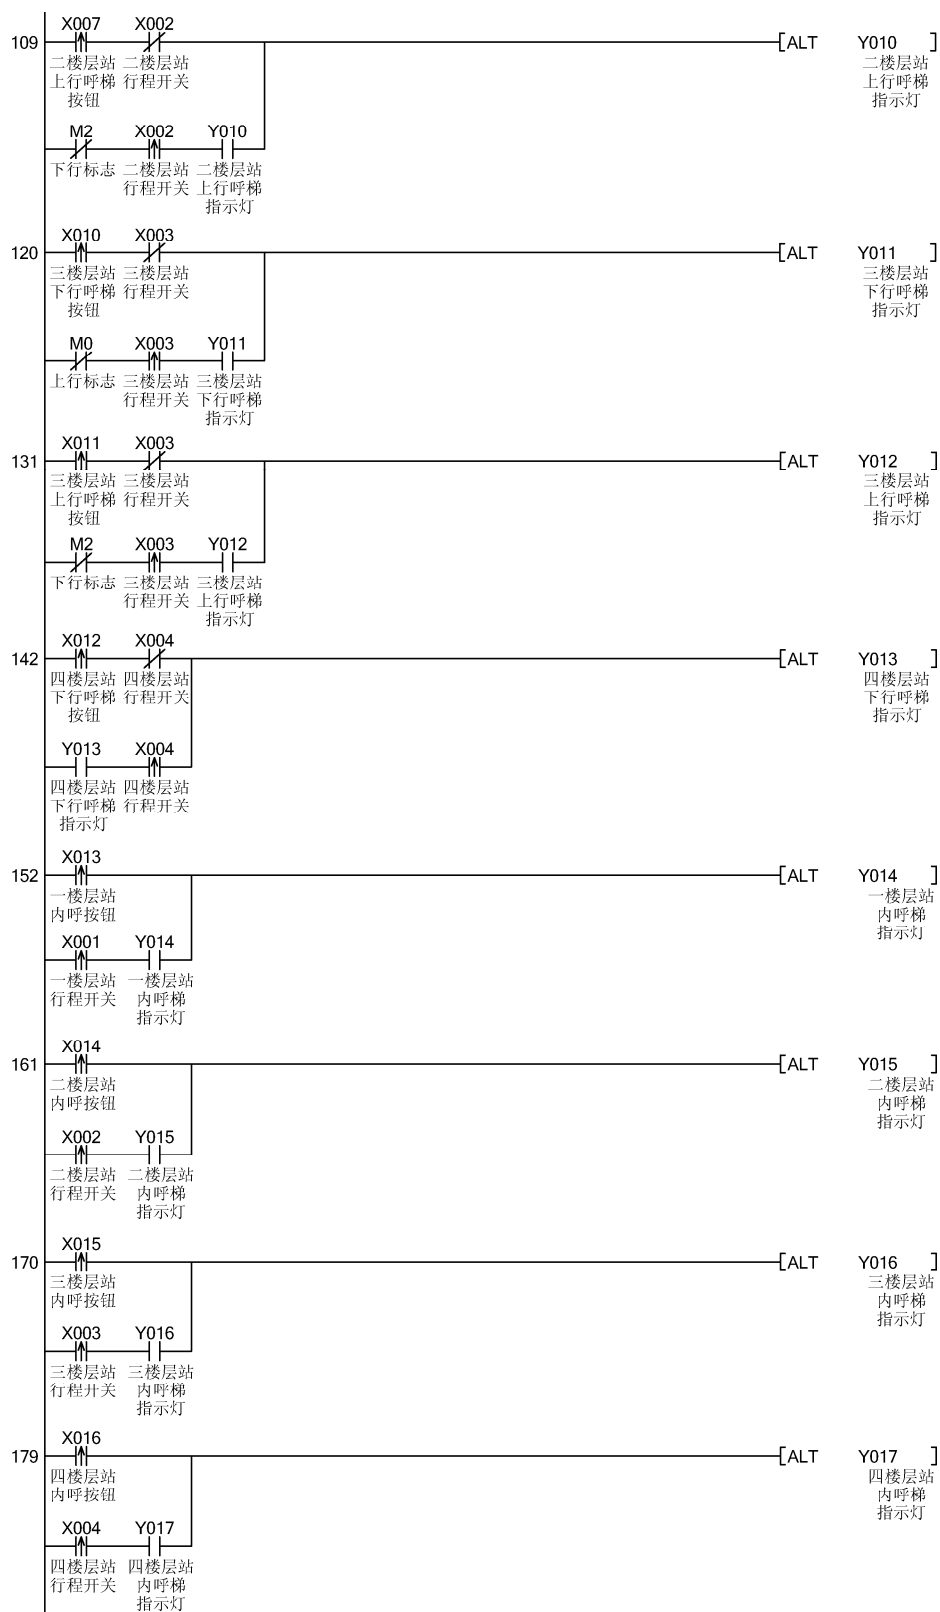 X007 X002
109 [ALT Y010 ]
二楼层站 二楼层站 二楼层站
上行呼梯 行程开关 上行呼梯
按钮 指示灯
M2 X002 Y010
下行标志 二楼层站 二楼层站
行程开关 上行呼梯
指示灯
X010 X003
120 [ALT Y011 ]
三楼层站 三楼层站 三楼层站
下行呼梯 行程开关 下行呼梯
按钮 指示灯
M0 X003 Y011
上行标志 三楼层站 三楼层站
行程开关 下行呼梯
指示灯
X011 X003
131 [ALT Y012 ]
三楼层站 三楼层站 三楼层站
上行呼梯 行程开关 上行呼梯
按钮 指示灯
M2 X003 Y012
下行标志 三楼层站 三楼层站
行程开关 上行呼梯
指示灯
X012 X004
142 [ALT Y013 ]
四楼层站 四楼层站 四楼层站
下行呼梯 行程开关 下行呼梯
按钮 指示灯
Y013 X004
四楼层站 四楼层站
下行呼梯 行程开关
指示灯
X013
152 [ALT Y014 ]
一楼层站 一楼层站
内呼按钮 内呼梯
指示灯
X001 Y014
一楼层站 一楼层站
行程开关 内呼梯
指示灯
X014
161 [ALT Y015 ]
二楼层站 二楼层站
内呼按钮 内呼梯
指示灯
X002 Y015
二楼层站 二楼层站
行程开关 内呼梯
指示灯
X015
170 [ALT Y016 ]
三楼层站 三楼层站
内呼按钮 内呼梯
指示灯
X003 Y016
三楼层站 三楼层站
行程开关 内呼梯
指示灯
X016
179 [ALT Y017 ]
四楼层站 四楼层站
内呼按钮 内呼梯
指示灯
X004 Y017
四楼层站 四楼层站
行程开关 内呼梯
指示灯